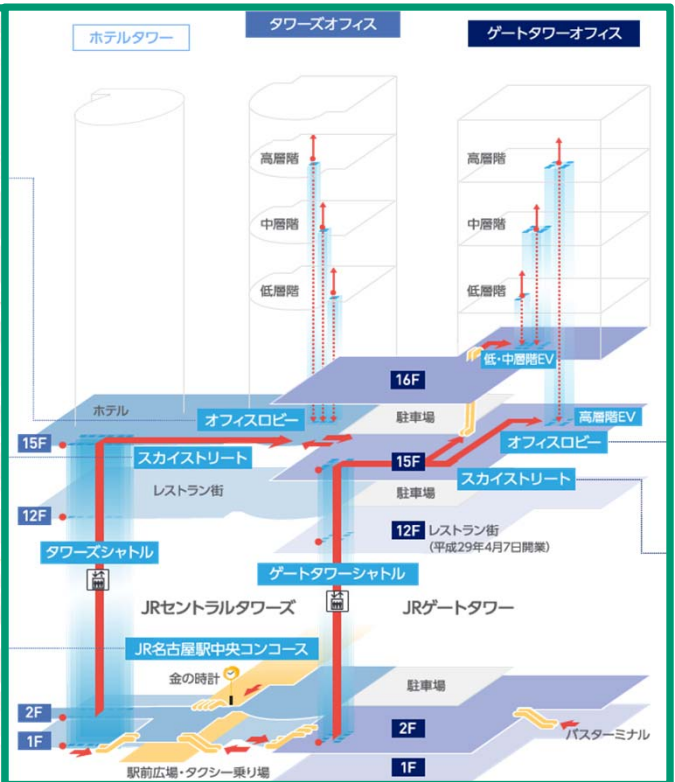 ホテルタワー
タワーズオフィス
ゲートタワーオフィス
高層階
高層階
中層階
中層階
低層階
低層階
低・中層階EV
16F
ホテル
オフィスロビー
駐車場
高層階EV
15F
スカイストリート
15F
オフィスロビー
レストラン街
駐車場
スカイストリート
12F
12F レストラン街
(平成29年4月7日開業)
タワーズシャトル
ゲートタワーシャトル
JRセントラルタワーズ
JRゲートタワー
JR名古屋駅中央コンコース
金の時計
駐車場
2F
2F
バスターミナル
1F
1F
駅前広場・タクシー乗り場